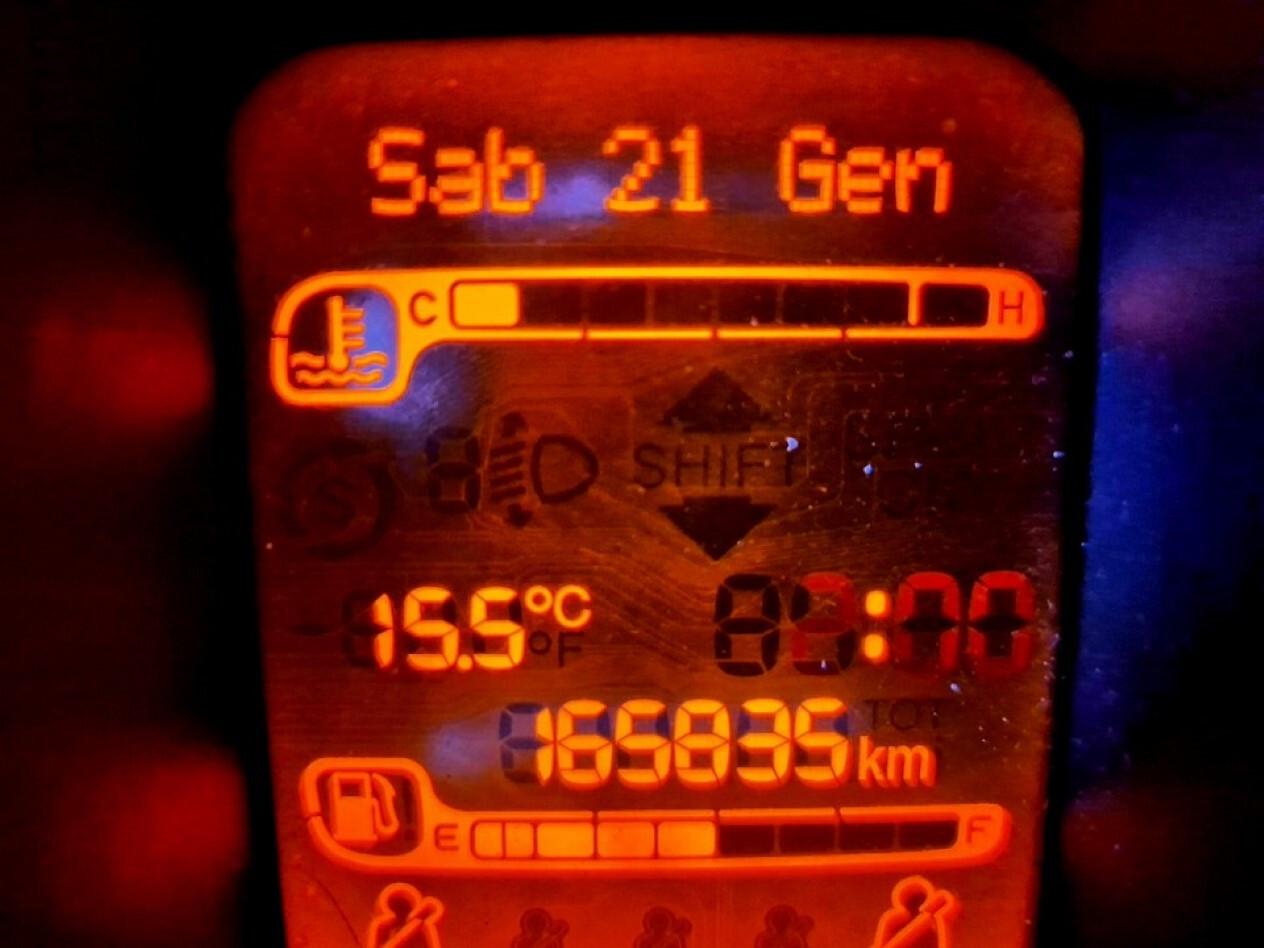 Sab 21 Gen
C H
SHIFT
15.5 °C
°F
165835 km
TOT
E F